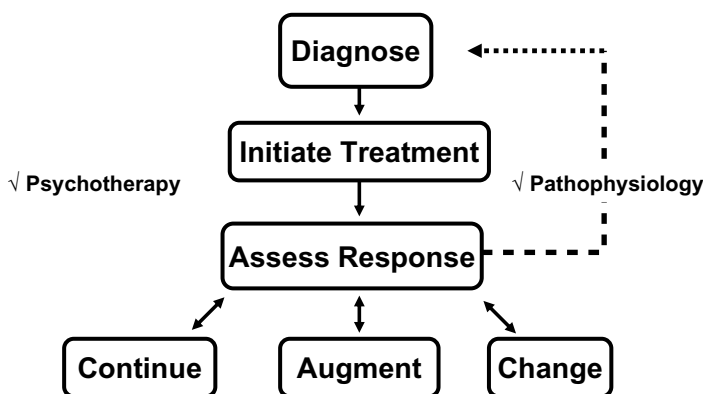 Diagnose
Initiate Treatment
√ Psychotherapy
√ Pathophysiology
Assess Response
Continue
Augment
Change